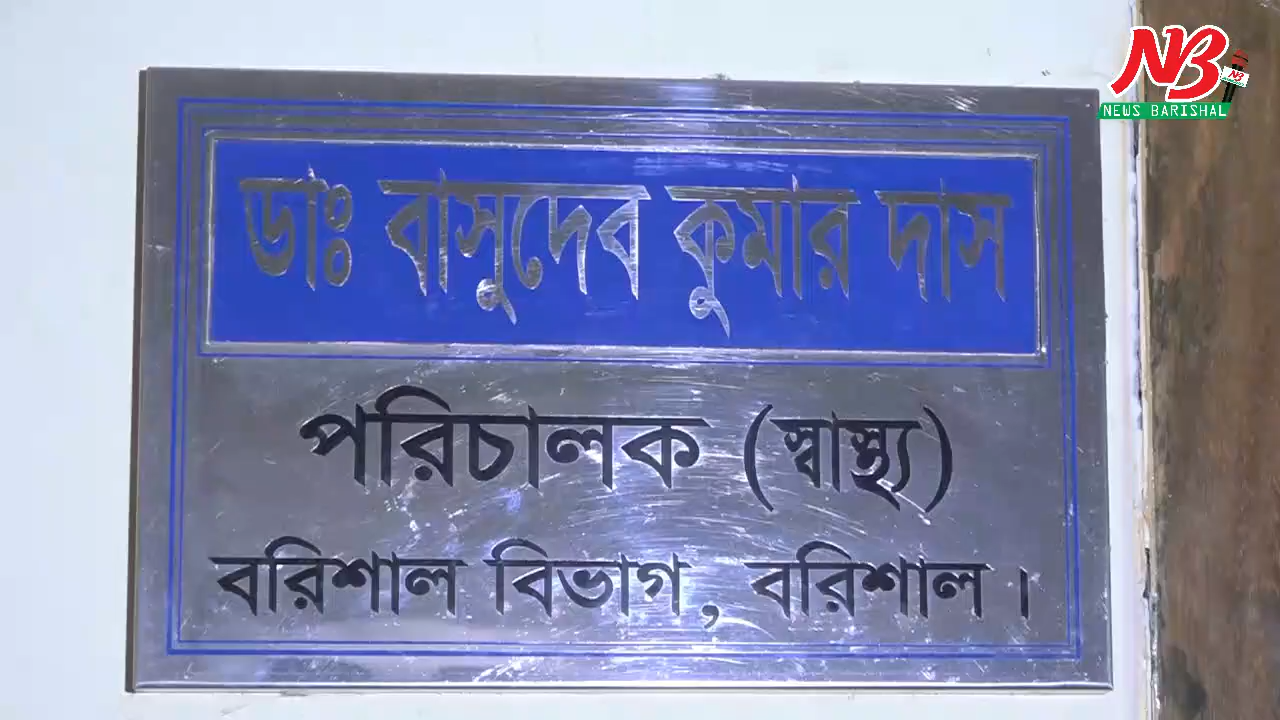 NB
NEWS BARISHAL
ডাঃ বাসুদেব কুমার দাস
পরিচালক (স্বাস্থ্য)
বরিশাল বিভাগ, বরিশাল।